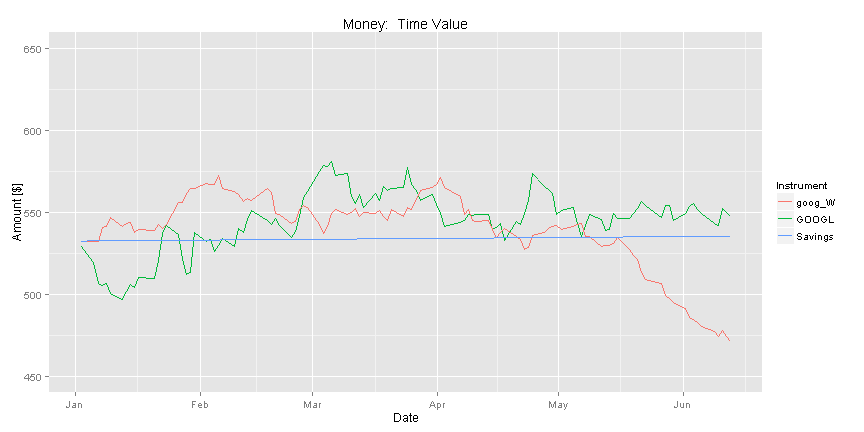 Money:  Time Value
Amount [$]
650
600
550
500
450
Jan Feb Mar Apr May Jun
Date
Instrument
goog_W
GOOGL
Savings